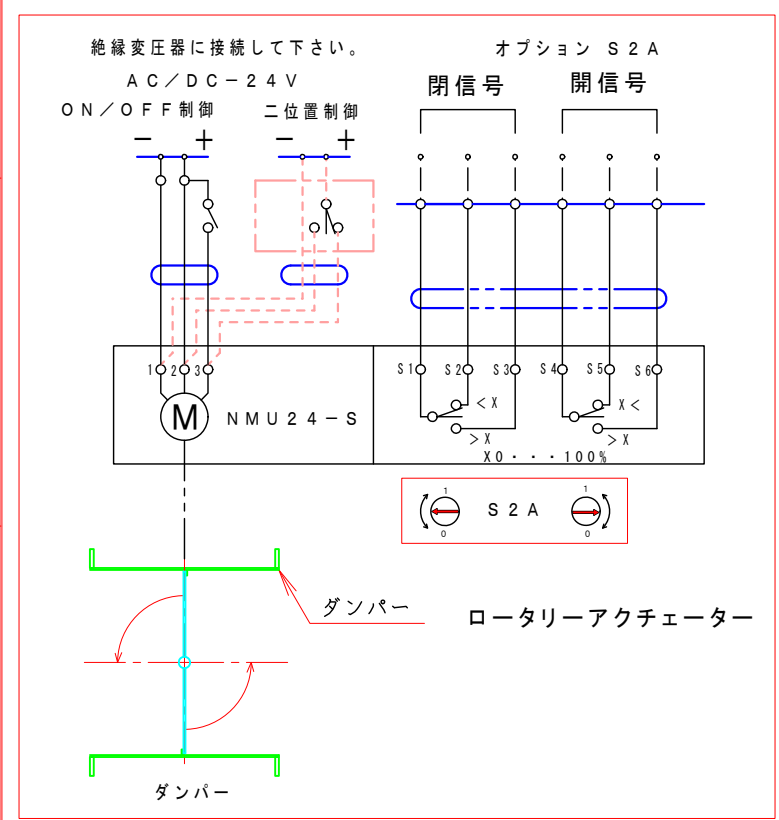 絶縁変圧器に接続して下さい。
オプション S2A
AC/DC-24V
閉信号 開信号
ON/OFF制御 二位置制御
- + - +
1 2 3 S1 S2 S3 S4 S5 S6
M NMU24-S
<X X<
>X >X
X0・・・100%
1 S2A 1
0 0
ダンパー
ロータリーアクチェーター
ダンパー